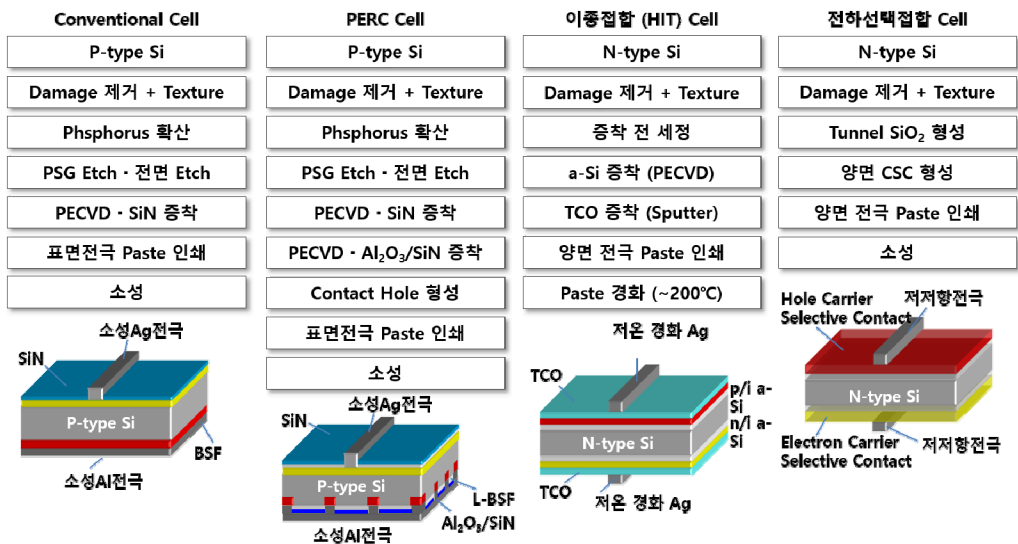 Conventional Cell
P-type Si
Damage 제거 + Texture
Phsphorus 확산
PSG Etch · 전면 Etch
PECVD · SiN 증착
표면전극 Paste 인쇄
소성
소성Ag전극
SiN
P-type Si
BSF
소성Al전극
PERC Cell
P-type Si
Damage 제거 + Texture
Phsphorus 확산
PSG Etch · 전면 Etch
PECVD · SiN 증착
PECVD · Al₂O₃/SiN 증착
Contact Hole 형성
표면전극 Paste 인쇄
소성
소성Ag전극
SiN
P-type Si
L-BSF
Al₂O₃/SiN
소성Al전극
이종접합 (HIT) Cell
N-type Si
Damage 제거 + Texture
증착 전 세정
a-Si 증착 (PECVD)
TCO 증착 (Sputter)
양면 전극 Paste 인쇄
Paste 경화 (~200℃)
저온 경화 Ag
TCO
p/i a-
Si
n/i a-
Si
N-type Si
TCO
저온 경화 Ag
전하선택접합 Cell
N-type Si
Damage 제거 + Texture
Tunnel SiO₂ 형성
양면 CSC 형성
양면 전극 Paste 인쇄
소성
Hole Carrier
Selective Contact
저저항전극
N-type Si
Electron Carrier
Selective Contact
저저항전극